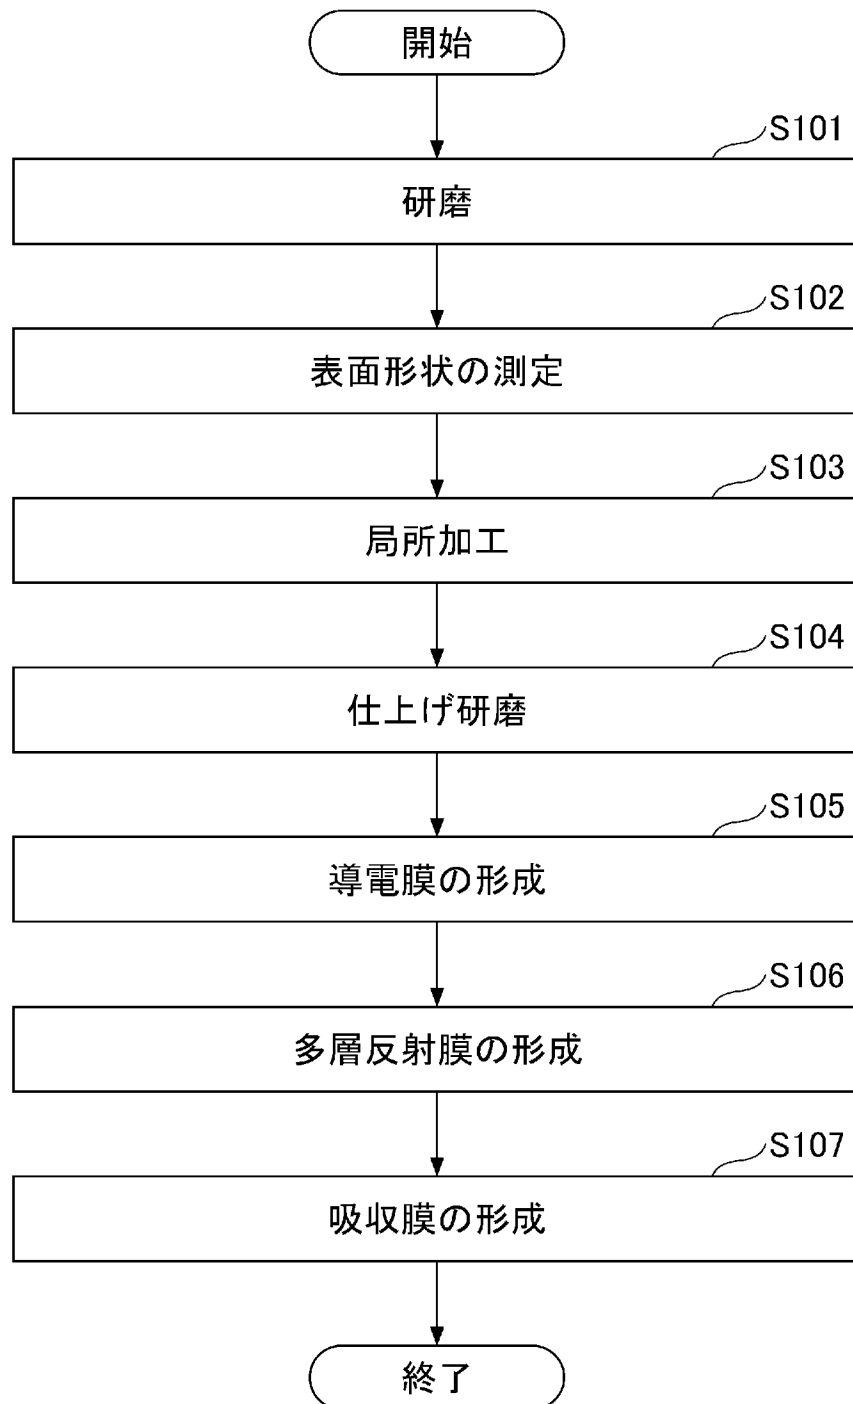 開始
S101
研磨
S102
表面形状の測定
S103
局所加工
S104
仕上げ研磨
S105
導電膜の形成
S106
多層反射膜の形成
S107
吸収膜の形成
終了